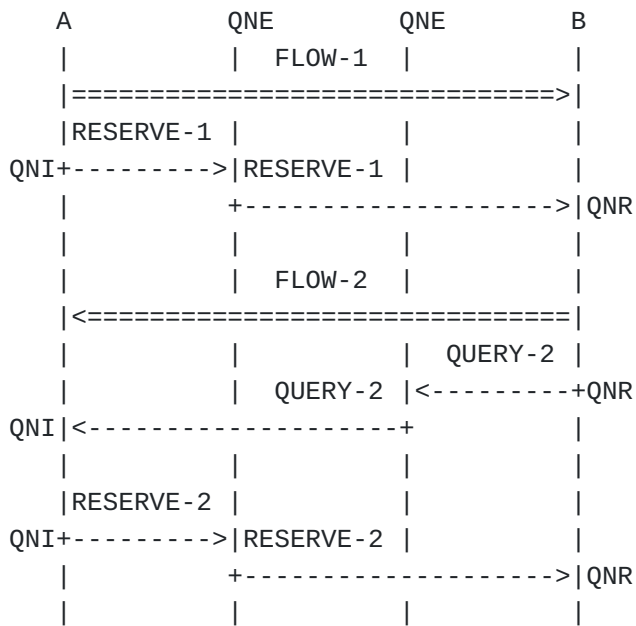 A QNE QNE B
FLOW-1
RESERVE-1
QNI RESERVE-1
QNR
FLOW-2
QUERY-2
QUERY-2 QNR
QNI
RESERVE-2
QNI RESERVE-2
QNR